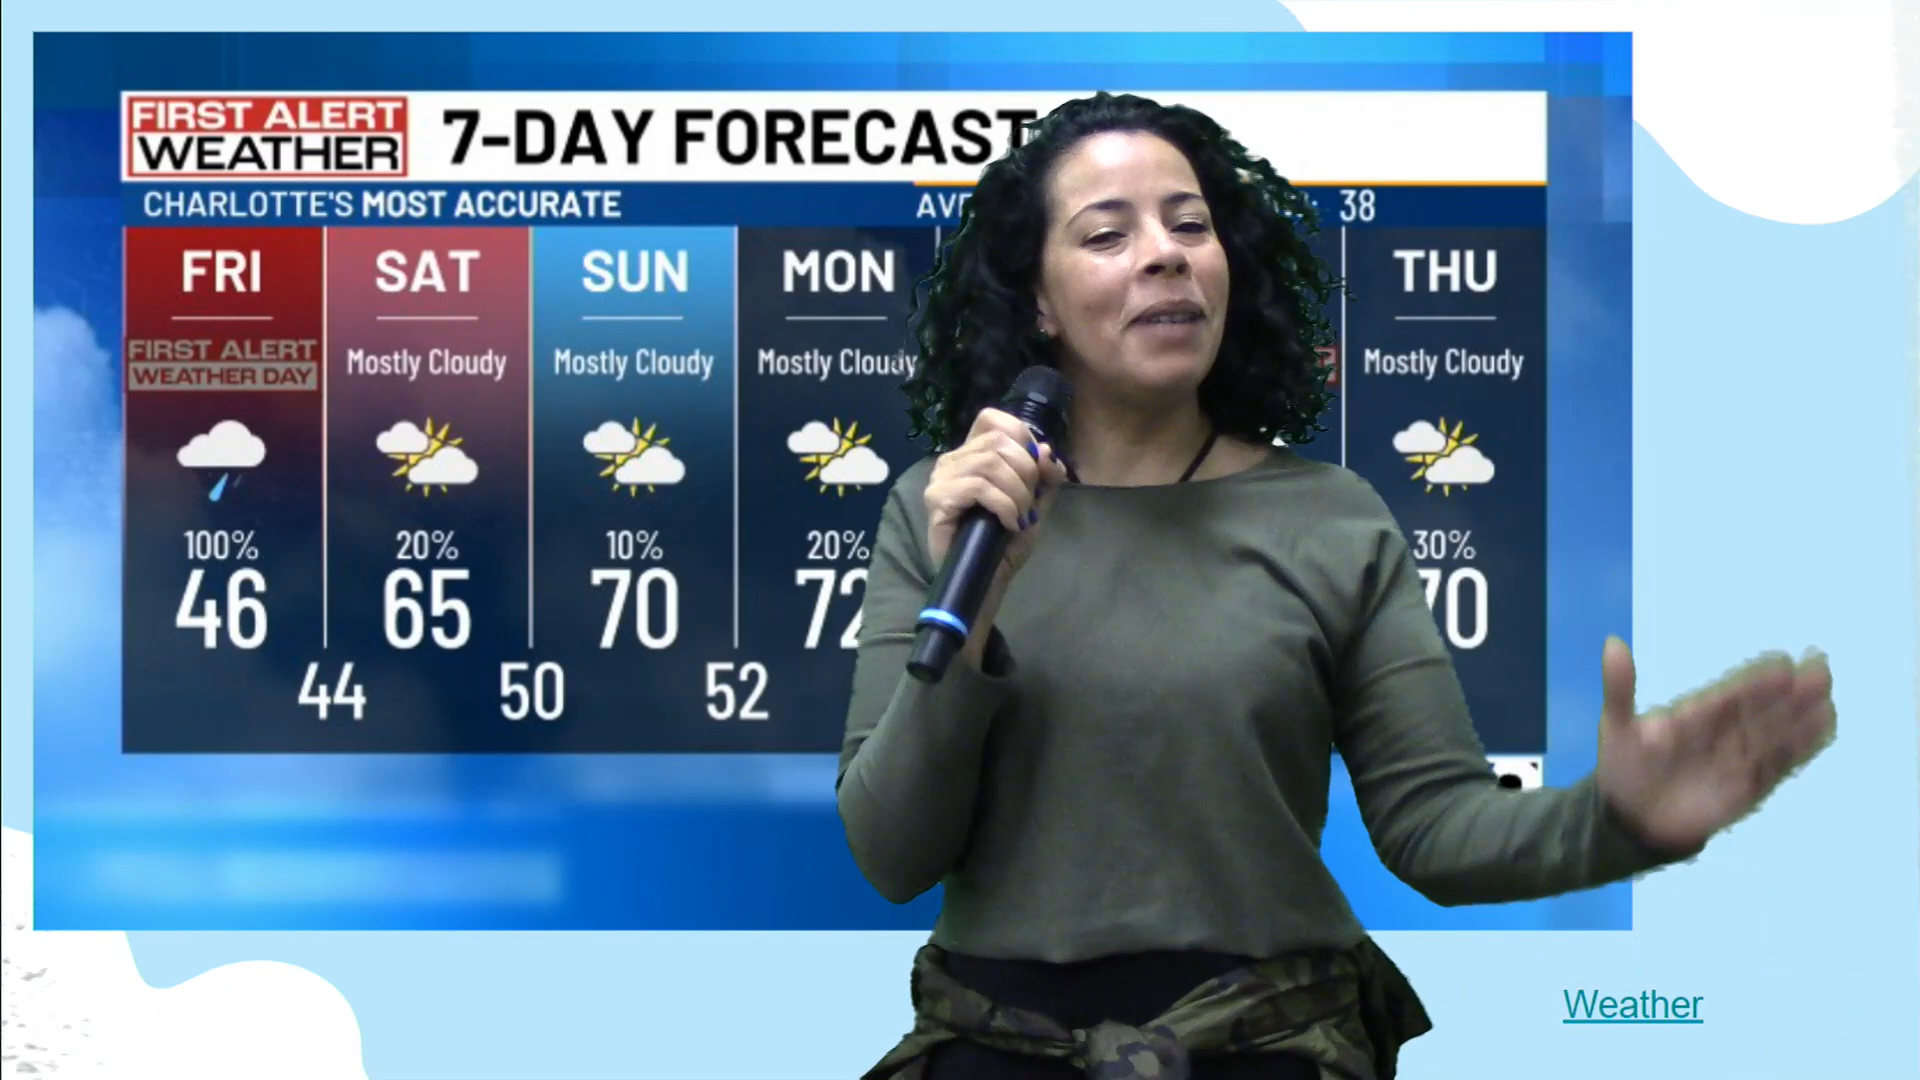 FIRST ALERT
WEATHER
7-DAY FORECAST
CHARLOTTE'S MOST ACCURATE
38
FRI
SAT
SUN
MON
THU
FIRST ALERT
WEATHER DAY
Mostly Cloudy
Mostly Cloudy
Mostly Cloudy
Mostly Cloudy
100%
20%
10%
20%
30%
46
65
70
72
70
44
50
52
Weather